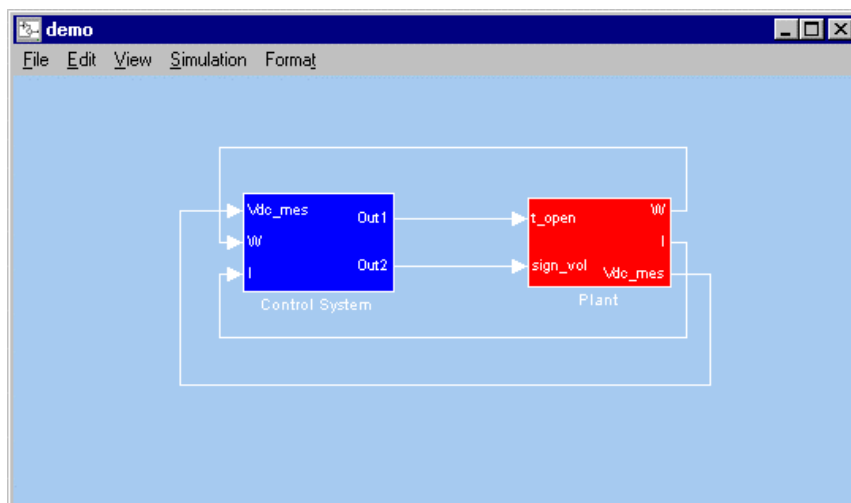 demo
File Edit View Simulation Format
Vdc_mes
W
I
Out1
Out2
Control System
t_open
sign_vol
W
I
Vdc_mes
Plant